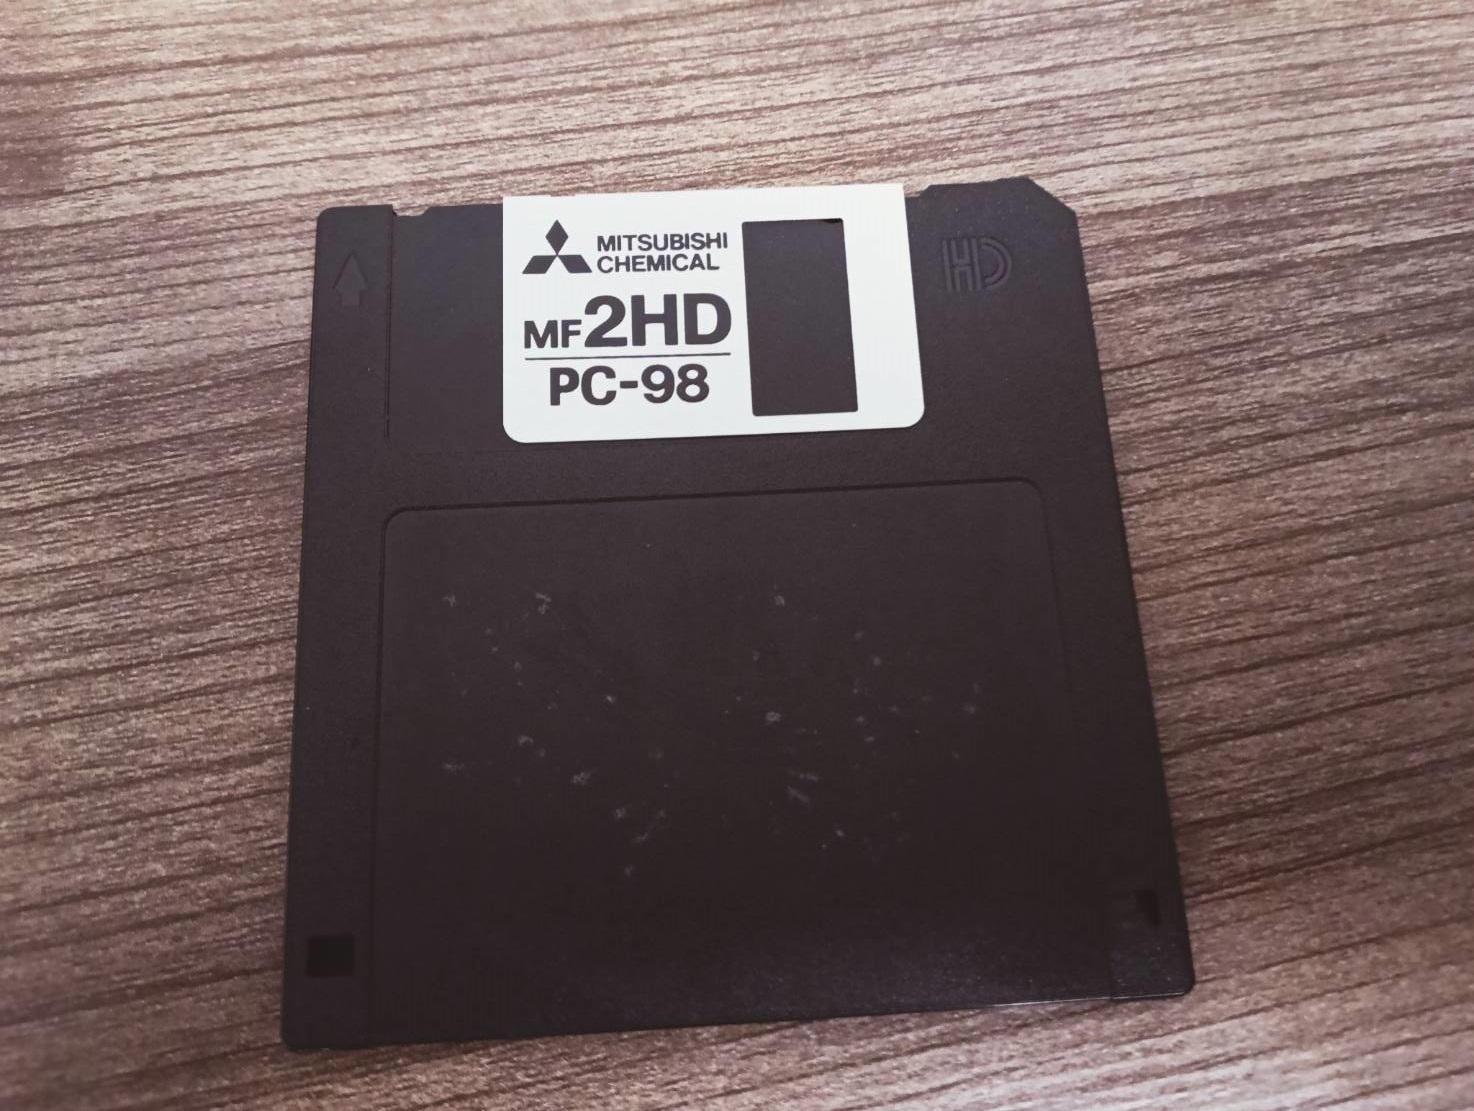 MITSUBISHI
CHEMICAL
MF2HD
PC-98
HD